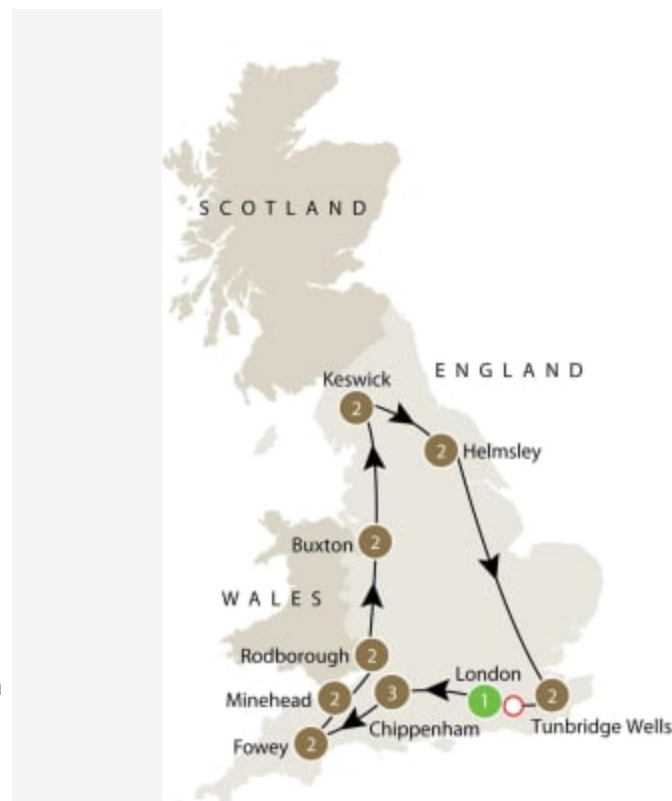 SCOTLAND
ENGLAND
Keswick
2
2
Helmsley
Buxton
2
WALES
Rodborough
2
London
Minehead
2
3
1
2
Chippenham
Tunbridge Wells
Fowey
2